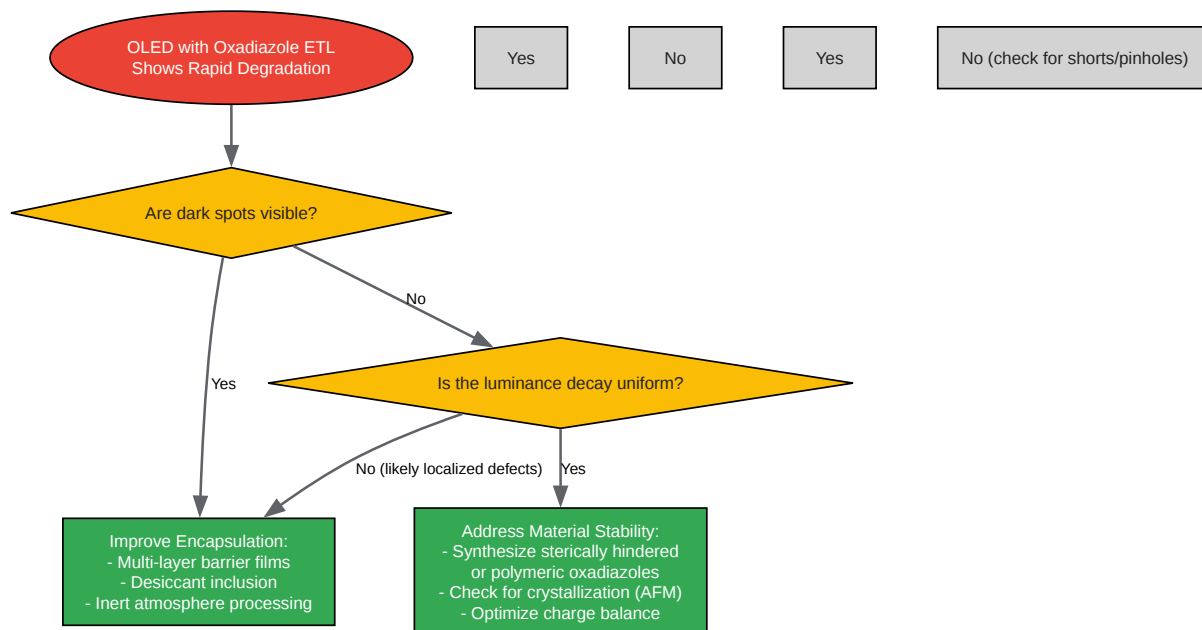 OLED with Oxadiazole ETL
Shows Rapid Degradation
Yes
No
Yes
No (check for shorts/pinholes)
Are dark spots visible?
No
Is the luminance decay uniform?
Yes
No (likely localized defects)
Yes
Improve Encapsulation:
- Multi-layer barrier films
- Desiccant inclusion
- Inert atmosphere processing
Address Material Stability:
- Synthesize sterically hindered
or polymeric oxadiazoles
- Check for crystallization (AFM)
- Optimize charge balance